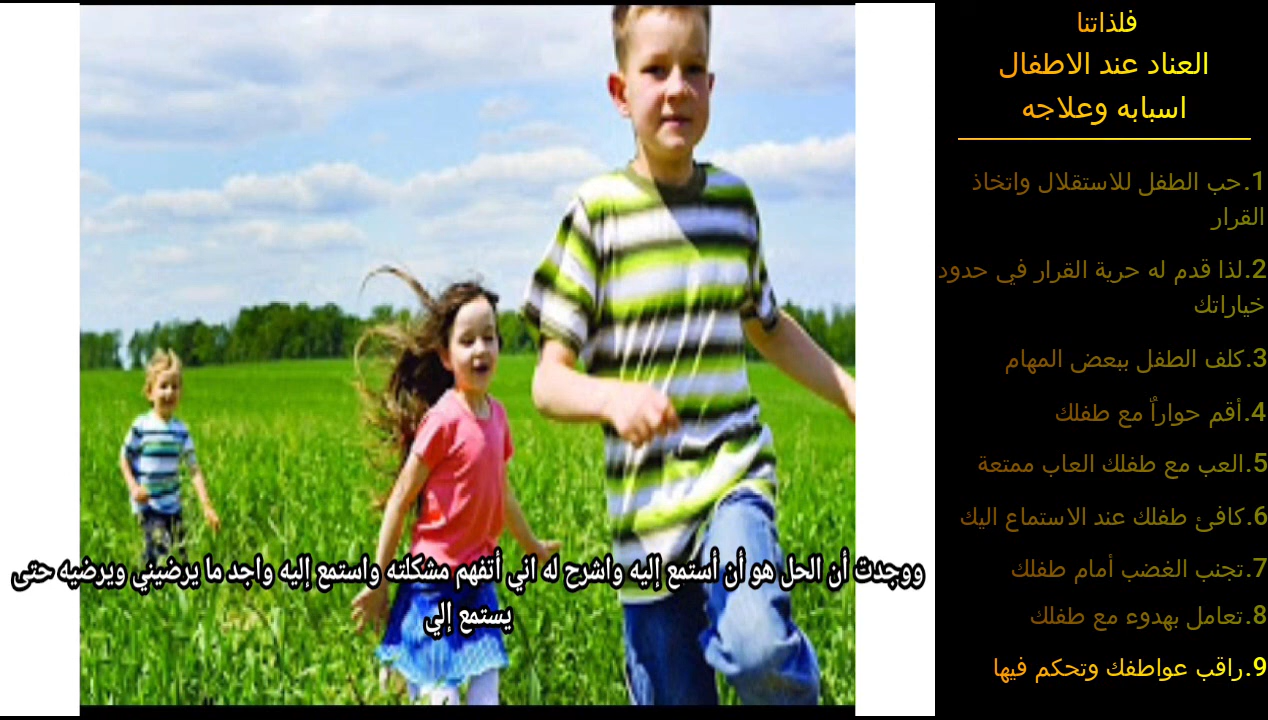 فلذاتنا
العناد عند الاطفال
اسبابه وعلاجه
1.حب الطفل للاستقلال واتخاذ
القرار
2.لذا قدم له حرية القرار في حدود
خياراتك
3.كلف الطفل ببعض المهام
4.أقم حواراٌ مع طفلك
5.العب مع طفلك العاب ممتعة
6.كافئ طفلك عند الاستماع اليك
7.تجنب الغضب أمام طفلك
8.تعامل بهدوء مع طفلك
9.راقب عواطفك وتحكم فيها
ووجدت أن الحل هو أن أستمع إليه واشرح له اني أتفهم مشكلته واستمع إليه واجد ما يرضيني ويرضيه حتى
يستمع إلي